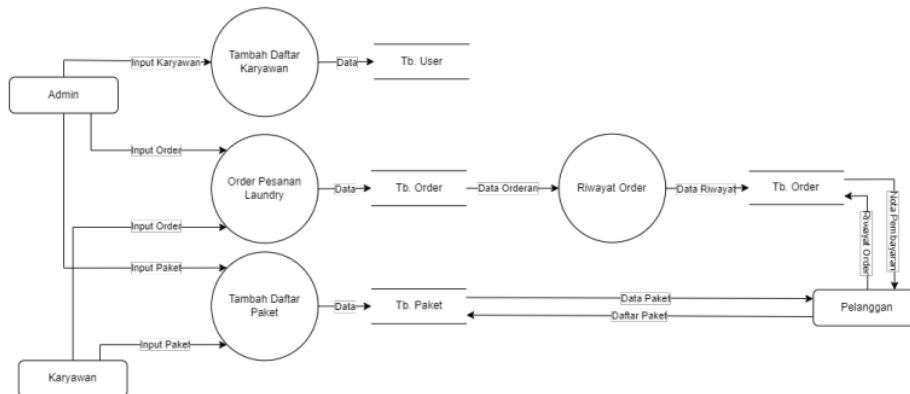 Tambah Daftar
Karyawan
Input Karyawan
Data
Tb. User
Admin
Input Order
Order Pesanan
Laundry
Data
Tb. Order
Data Orderan
Riwayat Order
Data Riwayat
Tb. Order
Nota Pembayaran
Riwayat Order
Input Order
Input Paket
Tambah Daftar
Paket
Data
Tb. Paket
Data Paket
Daftar Paket
Pelanggan
Input Paket
Karyawan